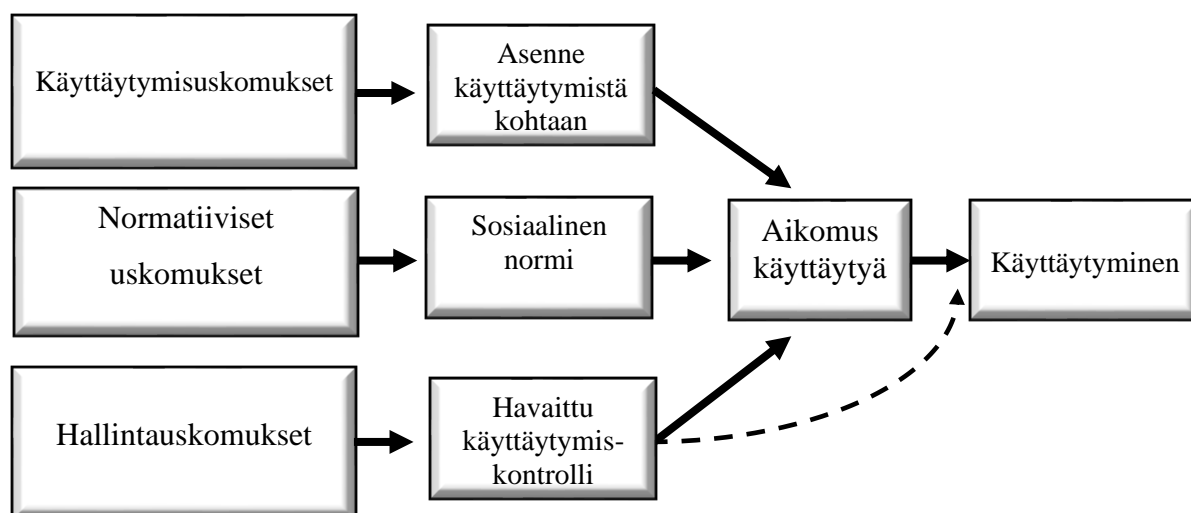 Käyttäytymisuskomukset
Asenne
käyttäytymistä
kohtaan
Normatiiviset
uskomukset
Sosiaalinen
normi
Aikomus
käyttäytyä
Käyttäytyminen
Hallintauskomukset
Havaittu
käyttäytymis-
kontrolli